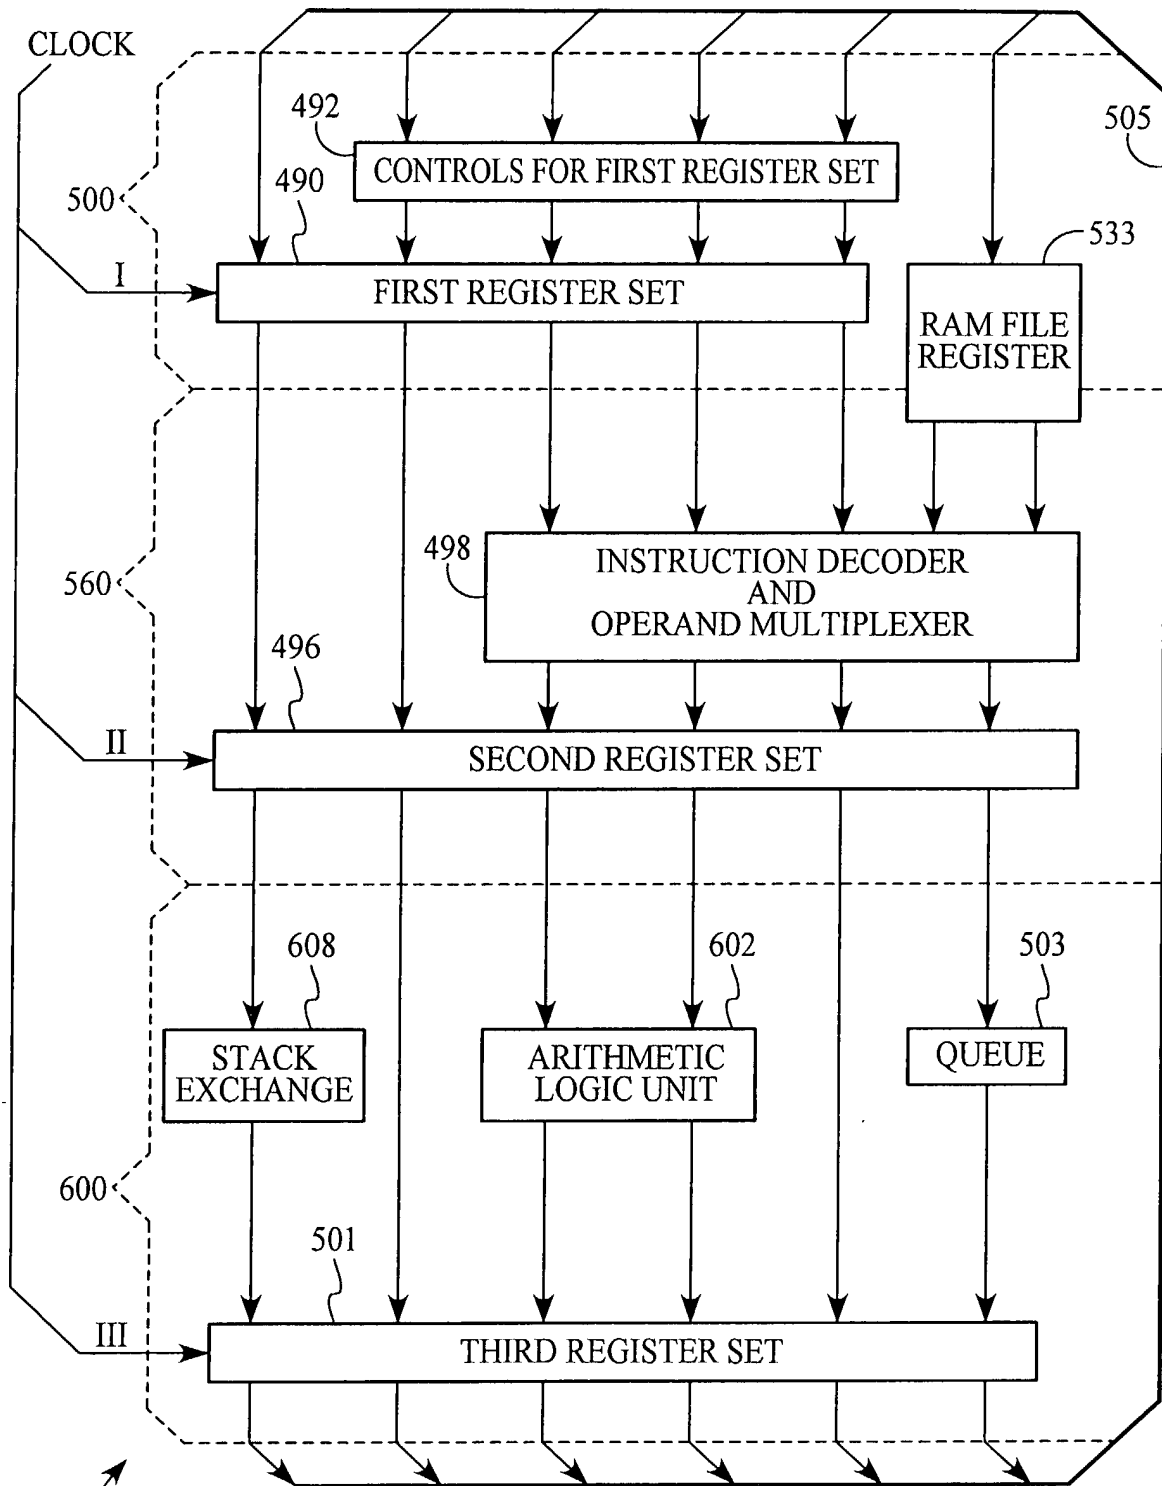 CLOCK
492
505
CONTROLS FOR FIRST REGISTER SET
500
490
533
I
FIRST REGISTER SET
RAM FILE
REGISTER
498
INSTRUCTION DECODER
AND
OPERAND MULTIPLEXER
560
496
II
SECOND REGISTER SET
608
602
503
STACK
EXCHANGE
ARITHMETIC
LOGIC UNIT
QUEUE
600
501
III
THIRD REGISTER SET